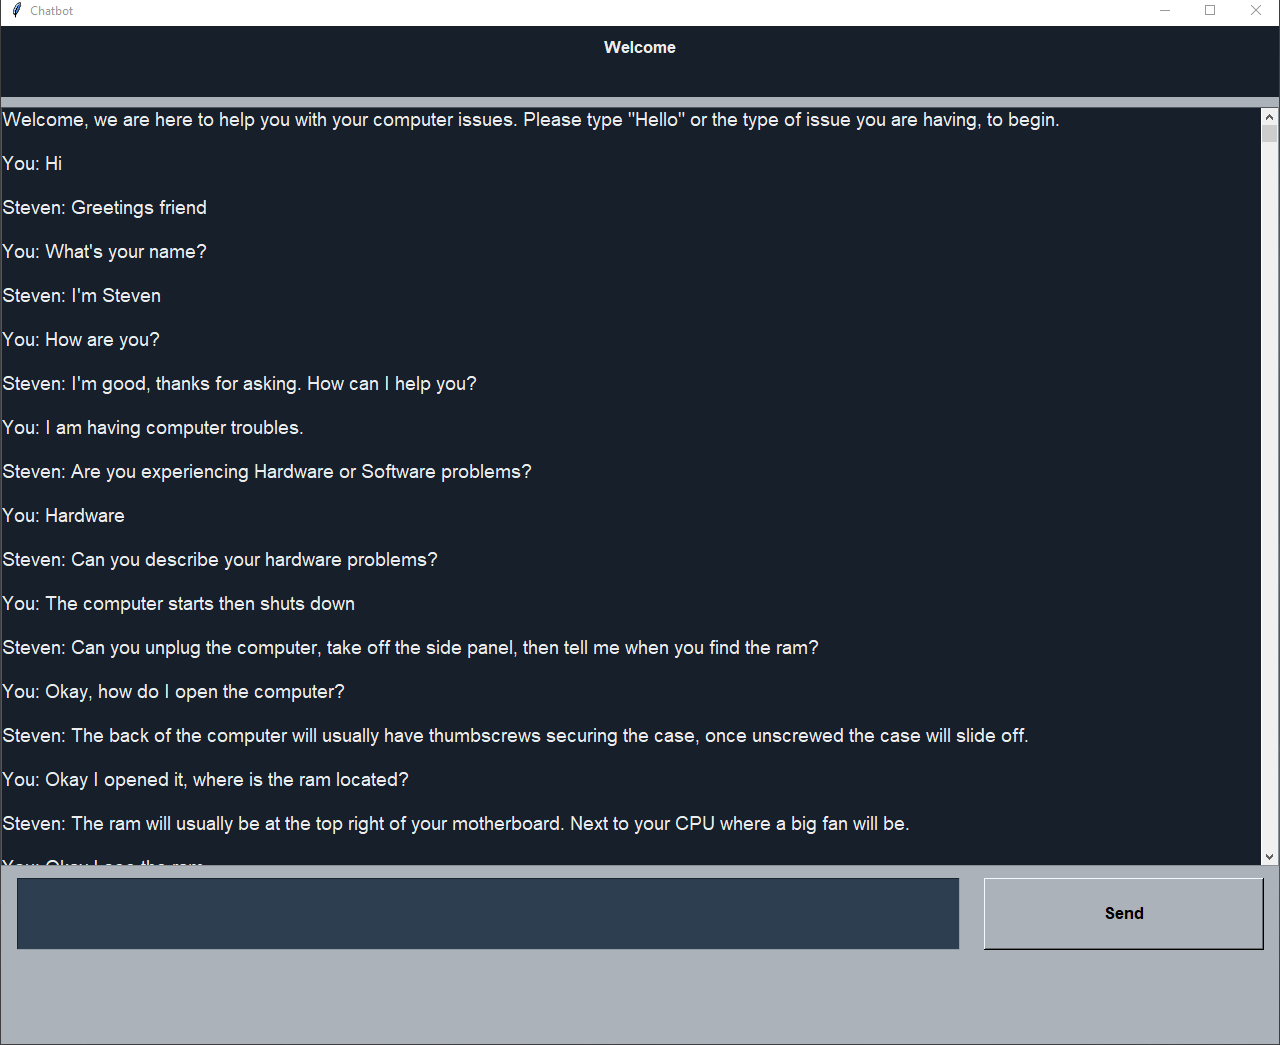 Chatbot
Welcome
Welcome, we are here to help you with your computer issues. Please type "Hello" or the type of issue you are having, to begin.
You: Hi
Steven: Greetings friend
You: What's your name?
Steven: I'm Steven
You: How are you?
Steven: I'm good, thanks for asking. How can I help you?
You: I am having computer troubles.
Steven: Are you experiencing Hardware or Software problems?
You: Hardware
Steven: Can you describe your hardware problems?
You: The computer starts then shuts down
Steven: Can you unplug the computer, take off the side panel, then tell me when you find the ram?
You: Okay, how do I open the computer?
Steven: The back of the computer will usually have thumbscrews securing the case, once unscrewed the case will slide off.
You: Okay I opened it, where is the ram located?
Steven: The ram will usually be at the top right of your motherboard. Next to your CPU where a big fan will be.
You: Okay I see the ram
Send